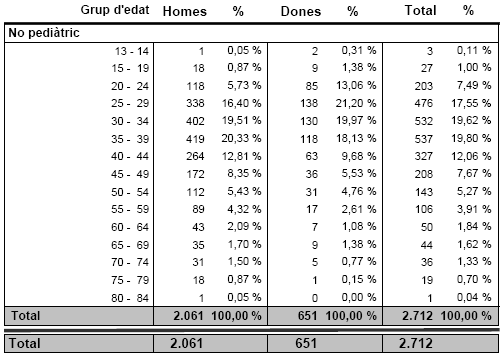 Grup d'edat Homes % Dones % Total %
No pediàtric
13 - 14 1 0,05 % 2 0,31 % 3 0,11 %
15 - 19 18 0,87 % 9 1,38 % 27 1,00 %
20 - 24 118 5,73 % 85 13,06 % 203 7,49 %
25 - 29 338 16,40 % 138 21,20 % 476 17,55 %
30 - 34 402 19,51 % 130 19,97 % 532 19,62 %
35 - 39 419 20,33 % 118 18,13 % 537 19,80 %
40 - 44 264 12,81 % 63 9,68 % 327 12,06 %
45 - 49 172 8,35 % 36 5,53 % 208 7,67 %
50 - 54 112 5,43 % 31 4,76 % 143 5,27 %
55 - 59 89 4,32 % 17 2,61 % 106 3,91 %
60 - 64 43 2,09 % 7 1,08 % 50 1,84 %
65 - 69 35 1,70 % 9 1,38 % 44 1,62 %
70 - 74 31 1,50 % 5 0,77 % 36 1,33 %
75 - 79 18 0,87 % 1 0,15 % 19 0,70 %
80 - 84 1 0,05 % 0 0,00 % 1 0,04 %
Total 2.061 100,00 % 651 100,00 % 2.712 100,00 %
Total 2.061 651 2.712